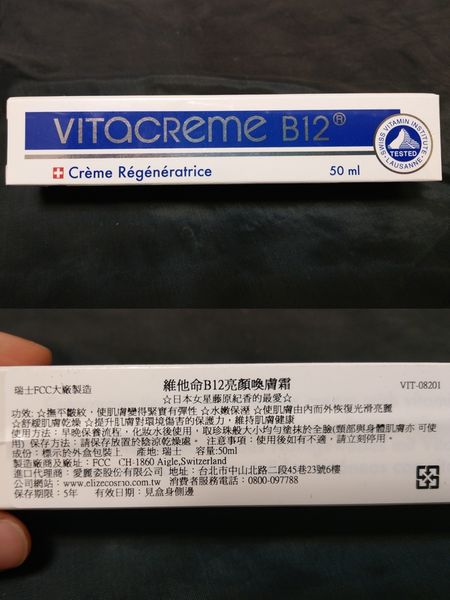 VITACREME B12®
Crème Régénératrice
50 ml
SWISS VITAMIN INSTITUTE
TESTED
LAUSANNE
瑞士FCC大廠製造
維他命B12亮顏喚膚霜
VIT-08201
☆日本女星藤原紀香的最愛☆
功效: ☆撫平皺紋，使肌膚變得緊實有彈性 ☆水嫩保溼 ☆使肌膚由內而外恢復光滑亮麗
☆舒緩肌膚乾燥 ☆提升肌膚對環境傷害的保護力，維持肌膚健康
使用方法：早晚保養流程，化妝水後使用，取珍珠般大小均勻塗抹於全臉(頸部與身體肌膚亦 可使
用) 保存方法：請保存放置於陰涼乾燥處。 注意事項：使用後如有不適，請立刻停用。
成份：標示於外盒包裝上 產地: 瑞士 容量:50ml
製造廠商及廠址：FCC CH-1860 Aigle,Switzerland
進口代理商：愛麗姿股份有限公司 地址：台北市中山北路二段45巷23號6樓
公司網站：www.elizecosmo.com.tw 消費者服務電話：0800-097788
保存期限：5年 有效日期：見盒身側邊